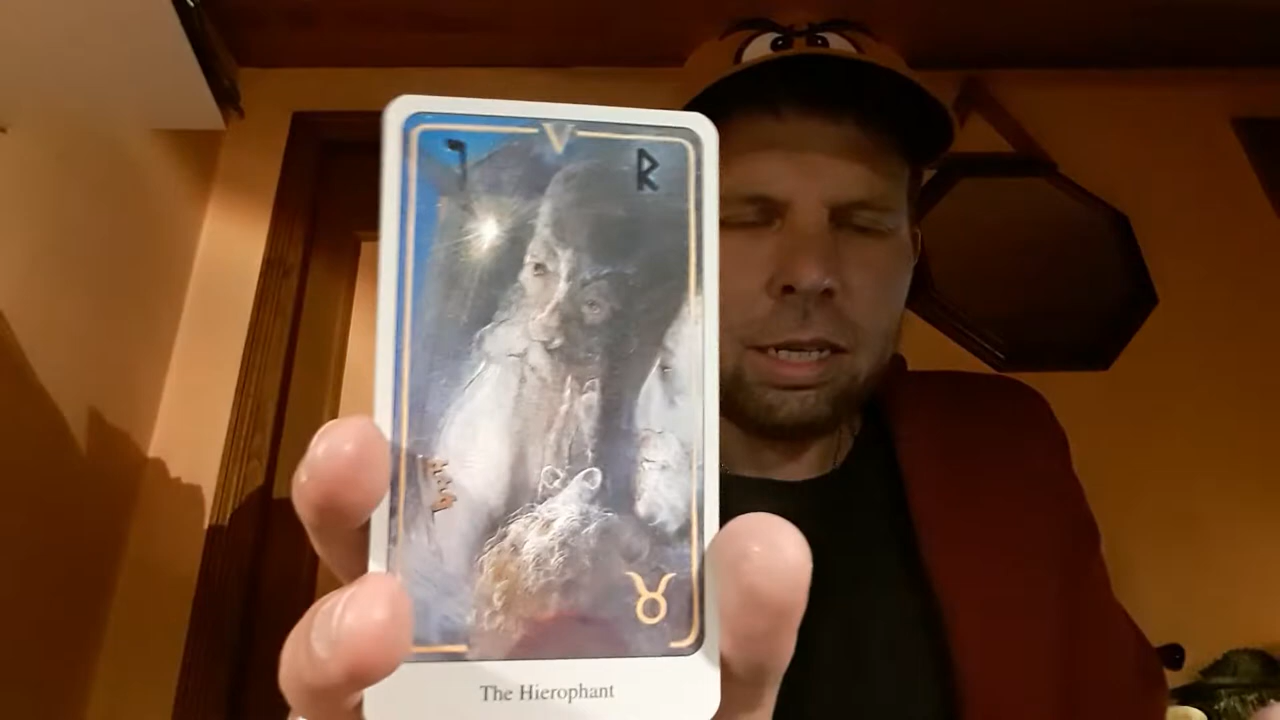 V
ו ᚱ
♉
The Hierophant